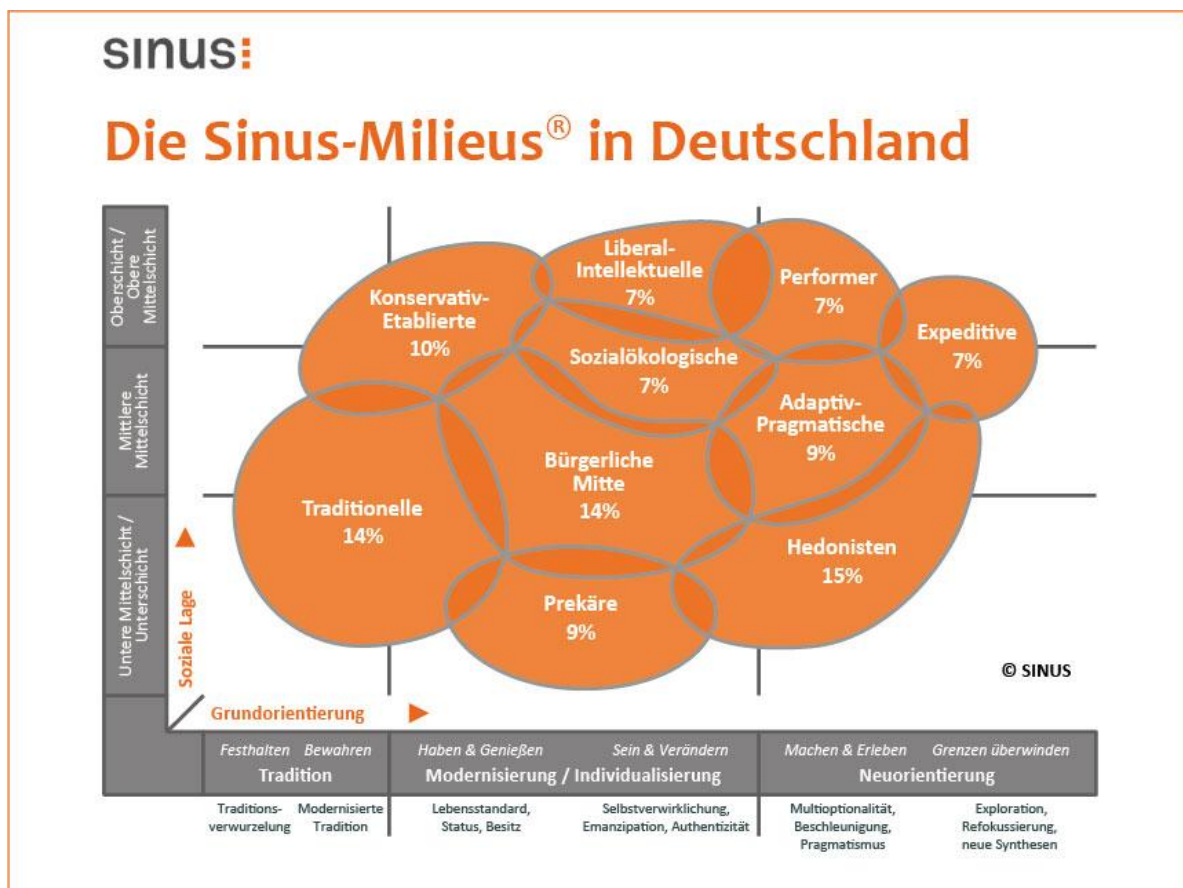 sinus:
Die Sinus-Milieus® in Deutschland
Oberschicht /
Obere
Mittelschicht
Mittlere
Mittelschicht
Untere Mittelschicht /
Unterschicht
Soziale Lage
Konservativ-
Etablierte
10%
Liberal-
Intellektuelle
7%
Performer
7%
Expeditive
7%
Sozialökologische
7%
Adaptiv-
Pragmatische
9%
Bürgerliche
Mitte
14%
Traditionelle
14%
Hedonisten
15%
Prekäre
9%
© SINUS
Grundorientierung
Festhalten Bewahren
Tradition
Haben & Genießen Sein & Verändern
Modernisierung / Individualisierung
Machen & Erleben Grenzen überwinden
Neuorientierung
Traditions-
verwurzelung
Modernisierte
Tradition
Lebensstandard,
Status, Besitz
Selbstverwirklichung,
Emanzipation, Authentizität
Multioptionalität,
Beschleunigung,
Pragmatismus
Exploration,
Refokussierung,
neue Synthesen